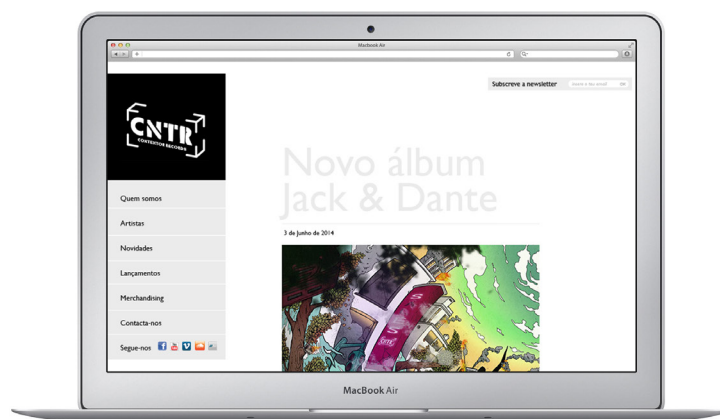 Macbook Air
Subscreve a newsletter
CNTR
CONTEXTOS RECORDS
Novo álbum
Jack & Dante
3 de Junho de 2014
Quem somos
Artistas
Novidades
Lançamentos
Merchandising
Contacta-nos
Segue-nos
MacBook Air